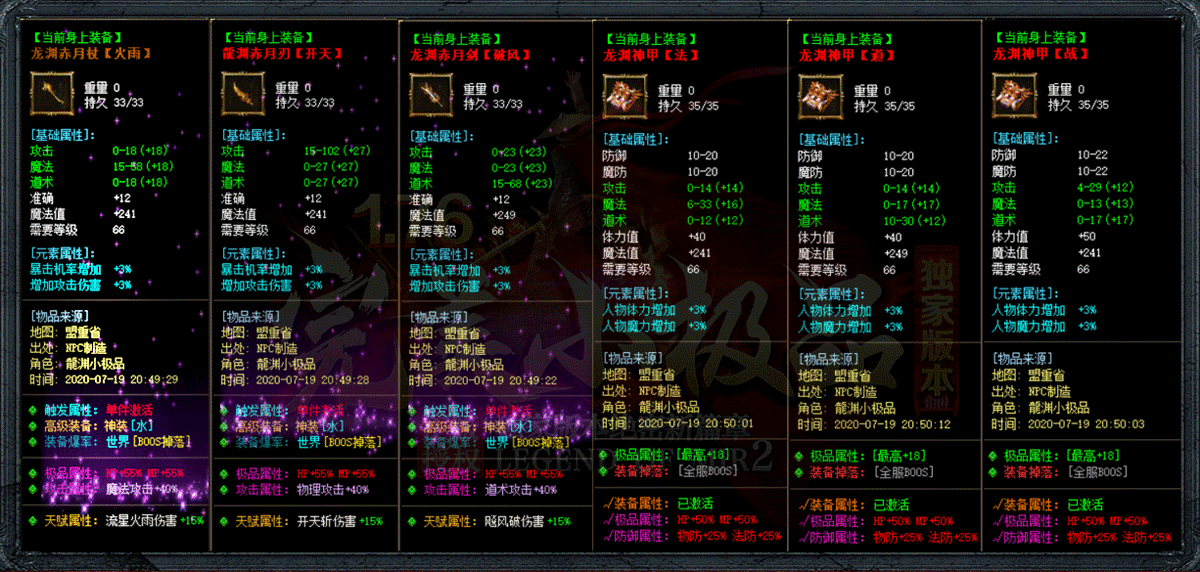 【当前身上装备】
龙渊赤月杖【火雨】
重量 0
持久 33/33
[基础属性]:
攻击 0-18(+18)
魔法 15-58(+18)
道术 0-18(+18)
准确 +12
魔法值 +241
需要等级 66
[元素属性]:
暴击机率增加 +3%
增加攻击伤害 +3%
[物品来源]
地图: 盟重省
出处: NPC制造
角色: 龍渊小极品
时间: 2020-07-19 20:49:29
触发属性: 单件激活
高级装备: 神装[水]
装备爆率: 世界[BOOS掉落]
极品属性: HP+55% MP+55%
攻击属性: 魔法攻击+40%
天赋属性: 流星火雨伤害+15%
【当前身上装备】
龍渊赤月刃【开天】
重量 0
持久 33/33
[基础属性]:
攻击 15-102(+27)
魔法 0-27(+27)
道术 0-27(+27)
准确 +12
魔法值 +241
需要等级 66
[元素属性]:
暴击机率增加 +3%
增加攻击伤害 +3%
[物品来源]
地图: 盟重省
出处: NPC制造
角色: 龍渊小极品
时间: 2020-07-19 20:49:28
触发属性: 单件激活
高级装备: 神装[水]
装备爆率: 世界[BOOS掉落]
极品属性: HP+55% MP+55%
攻击属性: 物理攻击+40%
天赋属性: 开天斩伤害+15%
【当前身上装备】
龙渊赤月剑【破风】
重量 0
持久 33/33
[基础属性]:
攻击 0-23(+23)
魔法 0-23(+23)
道术 15-68(+23)
准确 +12
魔法值 +249
需要等级 66
[元素属性]:
暴击机率增加 +3%
增加攻击伤害 +3%
[物品来源]
地图: 盟重省
出处: NPC制造
角色: 龍渊小极品
时间: 2020-07-19 20:49:22
触发属性: 单件激活
高级装备: 神装[水]
装备爆率: 世界[BOOS掉落]
极品属性: HP+55% MP+55%
攻击属性: 道术攻击+40%
天赋属性: 飓风破伤害+15%
【当前身上装备】
龙渊神甲【法】
重量 0
持久 35/35
[基础属性]:
防御 10-20
魔防 10-20
攻击 0-14(+14)
魔法 6-33(+16)
道术 0-12(+12)
体力值 +40
魔法值 +241
需要等级 66
[元素属性]:
人物体力增加 +3%
人物魔力增加 +3%
[物品来源]
地图: 盟重省
出处: NPC制造
角色: 龍渊小极品
时间: 2020-07-19 20:50:01
极品属性: [最高+18]
装备掉落: [全服BOOS]
√装备属性: 已激活
√极品属性: HP+50% MP+50%
√防御属性: 物防+25% 法防+25%
【当前身上装备】
龙渊神甲【道】
重量 0
持久 35/35
[基础属性]:
防御 10-20
魔防 10-20
攻击 0-14(+14)
魔法 0-17(+17)
道术 10-30(+12)
体力值 +40
魔法值 +249
需要等级 66
[元素属性]:
人物体力增加 +3%
人物魔力增加 +3%
[物品来源]
地图: 盟重省
出处: NPC制造
角色: 龍渊小极品
时间: 2020-07-19 20:50:12
极品属性: [最高+18]
装备掉落: [全服BOOS]
√装备属性: 已激活
√极品属性: HP+50% MP+50%
√防御属性: 物防+25% 法防+25%
【当前身上装备】
龙渊神甲【战】
重量 0
持久 35/35
[基础属性]:
防御 10-22
魔防 10-22
攻击 4-29(+12)
魔法 0-13(+13)
道术 0-17(+17)
体力值 +50
魔法值 +241
需要等级 66
[元素属性]:
人物体力增加 +3%
人物魔力增加 +3%
[物品来源]
地图: 盟重省
出处: NPC制造
角色: 龍渊小极品
时间: 2020-07-19 20:50:03
极品属性: [最高+18]
装备掉落: [全服BOOS]
√装备属性: 已激活
√极品属性: HP+50% MP+50%
√防御属性: 物防+25% 法防+25%
1.76
完美小极品
独家版本